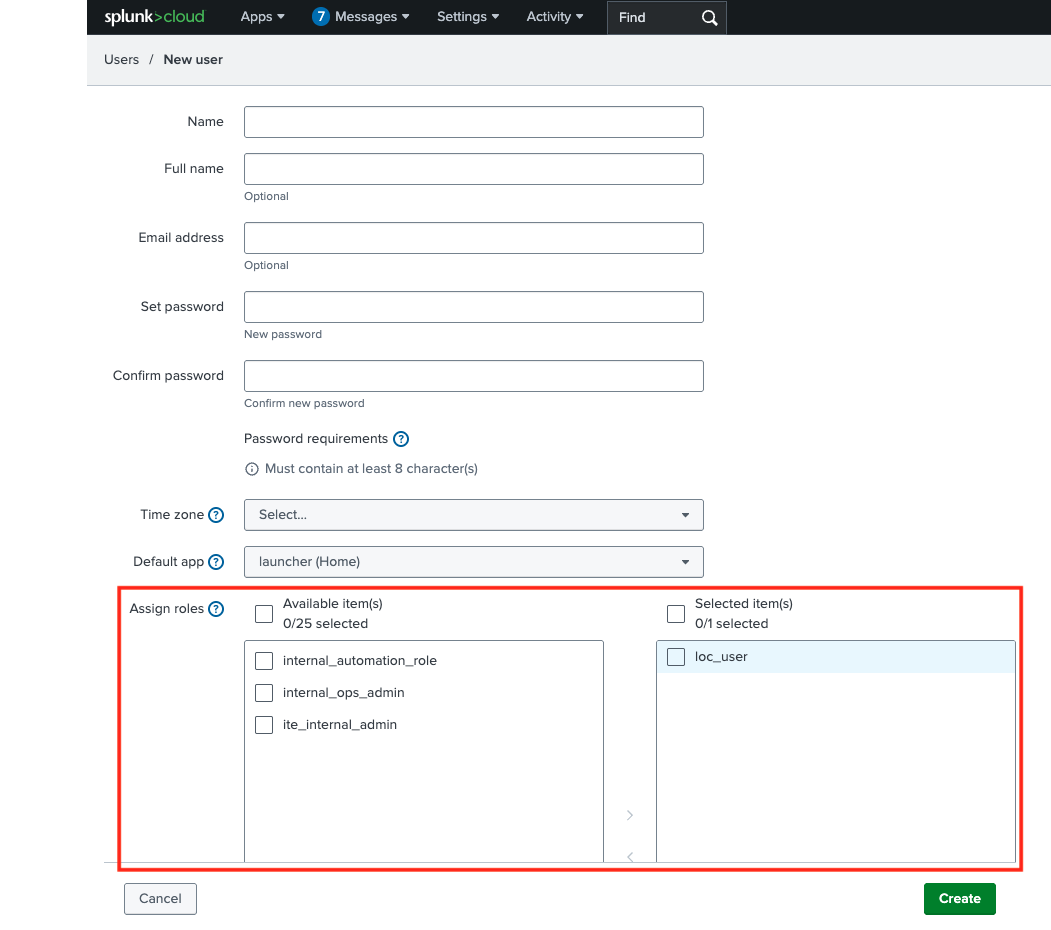 splunk>cloud Apps 7 Messages Settings Activity Find
Users / New user
Name
Full name
Optional
Email address
Optional
Set password
New password
Confirm password
Confirm new password
Password requirements ?
Must contain at least 8 character(s)
Time zone ? Select...
Default app ? launcher (Home)
Assign roles ?
Available item(s)
0/25 selected
internal_automation_role
internal_ops_admin
ite_internal_admin
Selected item(s)
0/1 selected
loc_user
Cancel
Create